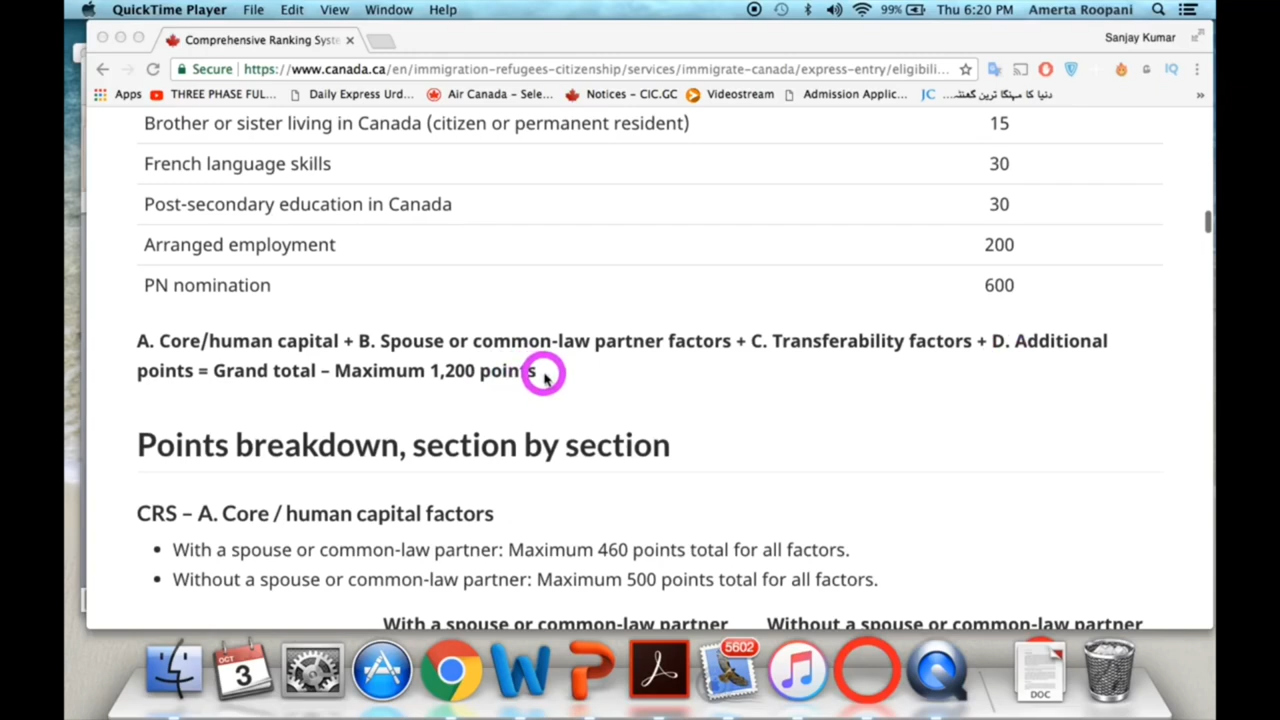 QuickTime Player File Edit View Window Help 99% Thu 6:20 PM Amerta Roopani
Comprehensive Ranking Syste Sanjay Kumar
Secure https://www.canada.ca/en/immigration-refugees-citizenship/services/immigrate-canada/express-entry/eligibili... IQ
Apps THREE PHASE FUL... Daily Express Urd... Air Canada – Sele... Notices – CIC.GC Videostream Admission Applic... JC دنیا کا مہنگا ترین گھنٹہ... »
Brother or sister living in Canada (citizen or permanent resident) 15
French language skills 30
Post-secondary education in Canada 30
Arranged employment 200
PN nomination 600
A. Core/human capital + B. Spouse or common-law partner factors + C. Transferability factors + D. Additional
points = Grand total – Maximum 1,200 points
Points breakdown, section by section
CRS – A. Core / human capital factors
• With a spouse or common-law partner: Maximum 460 points total for all factors.
• Without a spouse or common-law partner: Maximum 500 points total for all factors.
With a spouse or common-law partner Without a spouse or common-law partner
OCT
3
5602
DOC